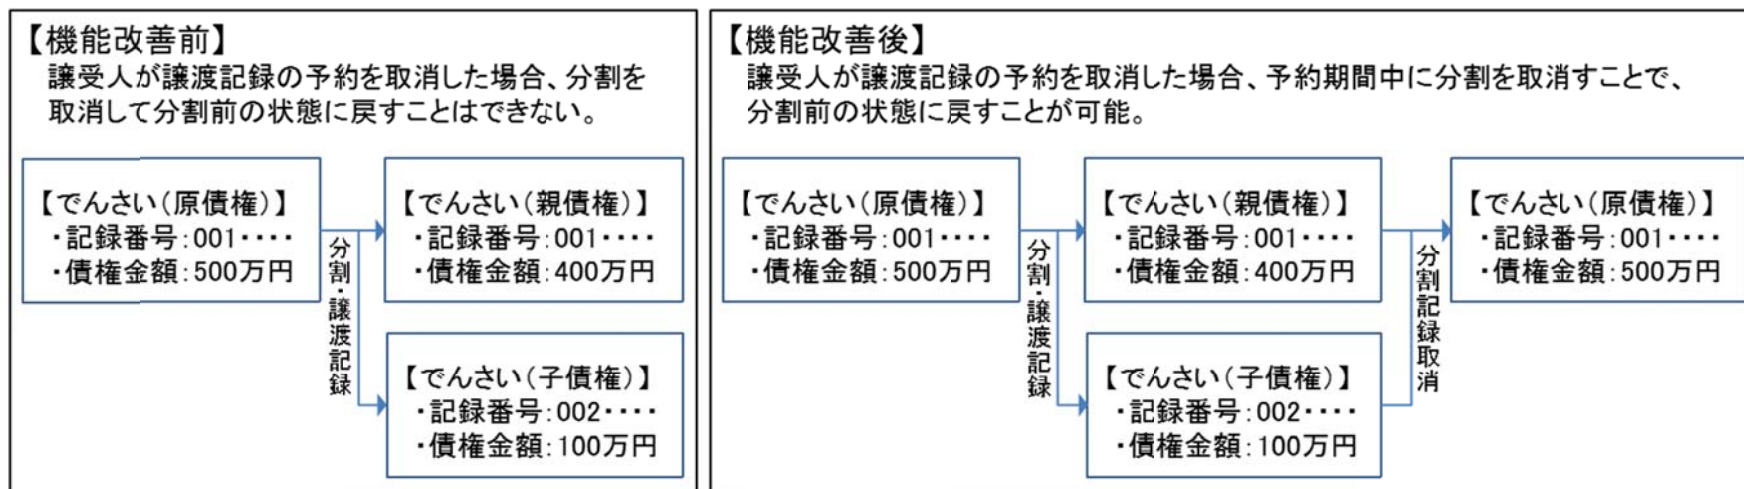 【機能改善前】
譲受人が譲渡記録の予約を取消した場合、分割を
取消して分割前の状態に戻すことはできない。
【でんさい(原債権)】
・記録番号:001・・・・
・債権金額:500万円
分割・譲渡記録
【でんさい(親債権)】
・記録番号:001・・・・
・債権金額:400万円
【でんさい(子債権)】
・記録番号:002・・・・
・債権金額:100万円
【機能改善後】
譲受人が譲渡記録の予約を取消した場合、予約期間中に分割を取消すことで、
分割前の状態に戻すことが可能。
【でんさい(原債権)】
・記録番号:001・・・・
・債権金額:500万円
分割・譲渡記録
【でんさい(親債権)】
・記録番号:001・・・・
・債権金額:400万円
【でんさい(子債権)】
・記録番号:002・・・・
・債権金額:100万円
分割記録取消
【でんさい(原債権)】
・記録番号:001・・・・
・債権金額:500万円